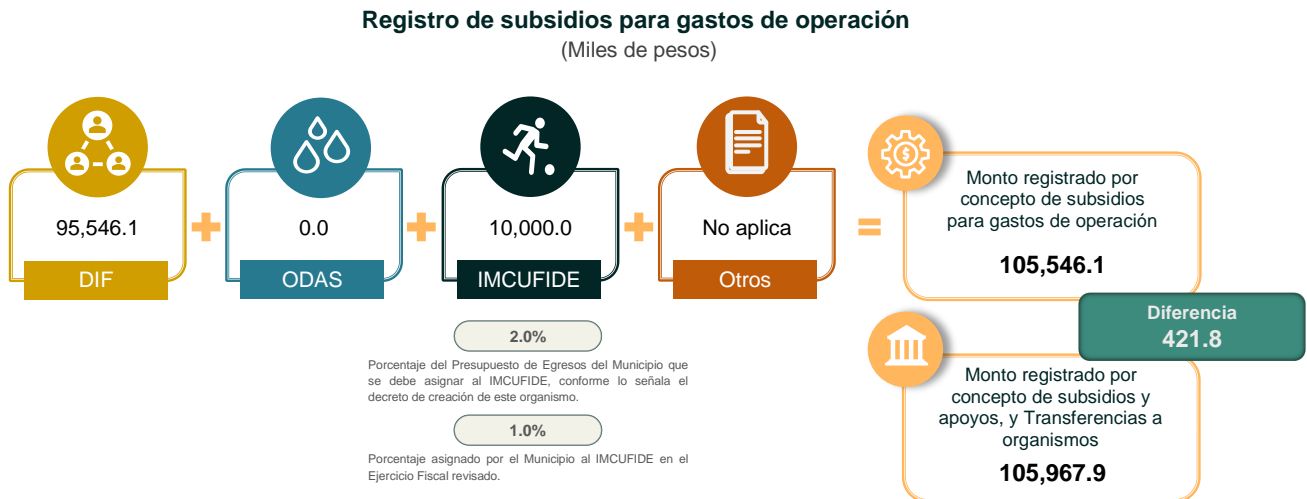 Registro de subsidios para gastos de operación
(Miles de pesos)
95,546.1
DIF
0.0
ODAS
10,000.0
IMCUFIDE
No aplica
Otros
Monto registrado por
concepto de subsidios
para gastos de operación
105,546.1
Diferencia
421.8
Monto registrado por
concepto de subsidios y
apoyos, y Transferencias a
organismos
105,967.9
2.0%
Porcentaje del Presupuesto de Egresos del Municipio que
se debe asignar al IMCUFIDE, conforme lo señala el
decreto de creación de este organismo.
1.0%
Porcentaje asignado por el Municipio al IMCUFIDE en el
Ejercicio Fiscal revisado.